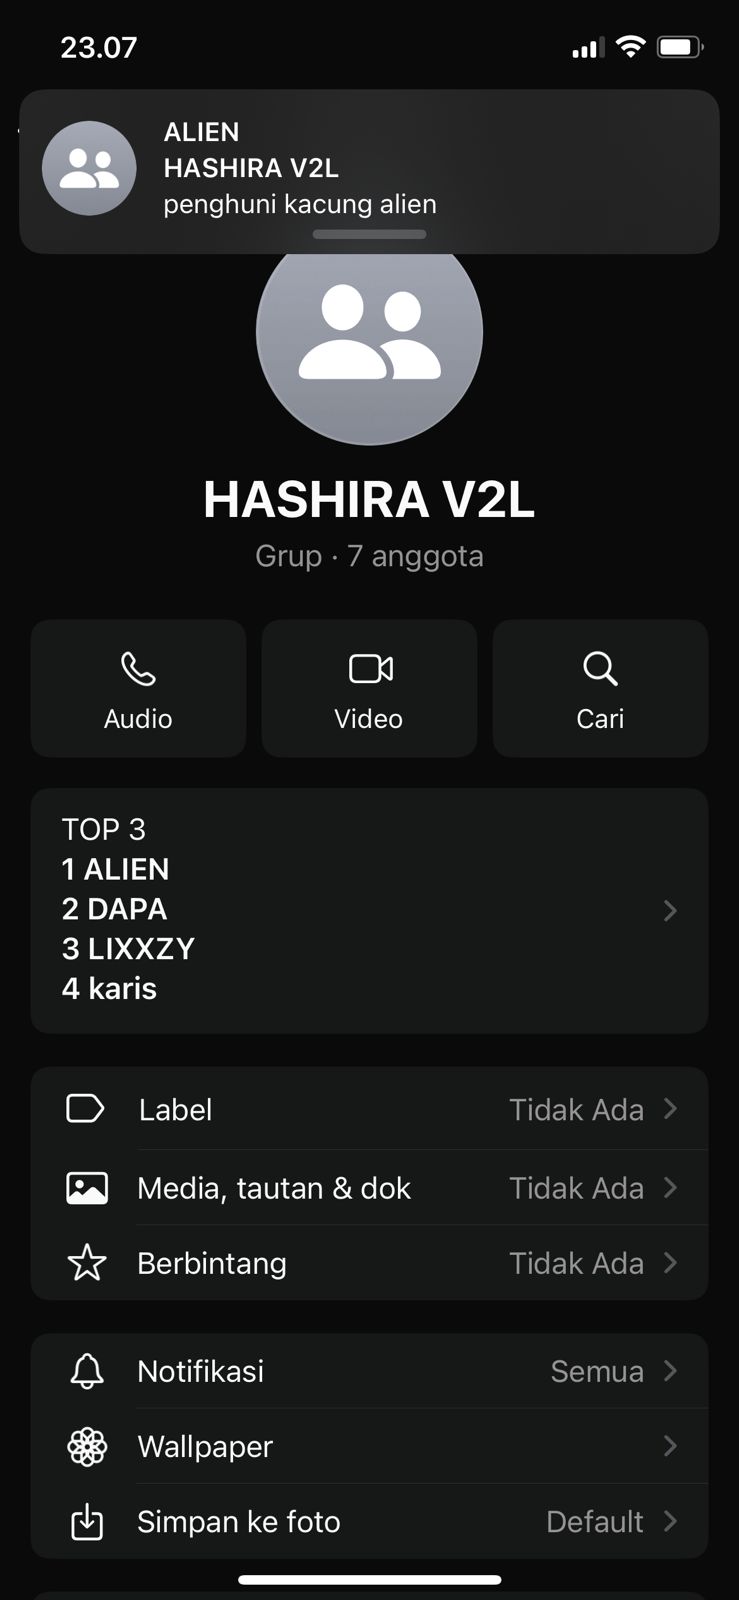 23.07
ALIEN
HASHIRA V2L
penghuni kacung alien
HASHIRA V2L
Grup · 7 anggota
Audio
Video
Cari
TOP 3
1 ALIEN
2 DAPA
3 LIXXZY
4 karis
Label Tidak Ada
Media, tautan & dok Tidak Ada
Berbintang Tidak Ada
Notifikasi Semua
Wallpaper
Simpan ke foto Default